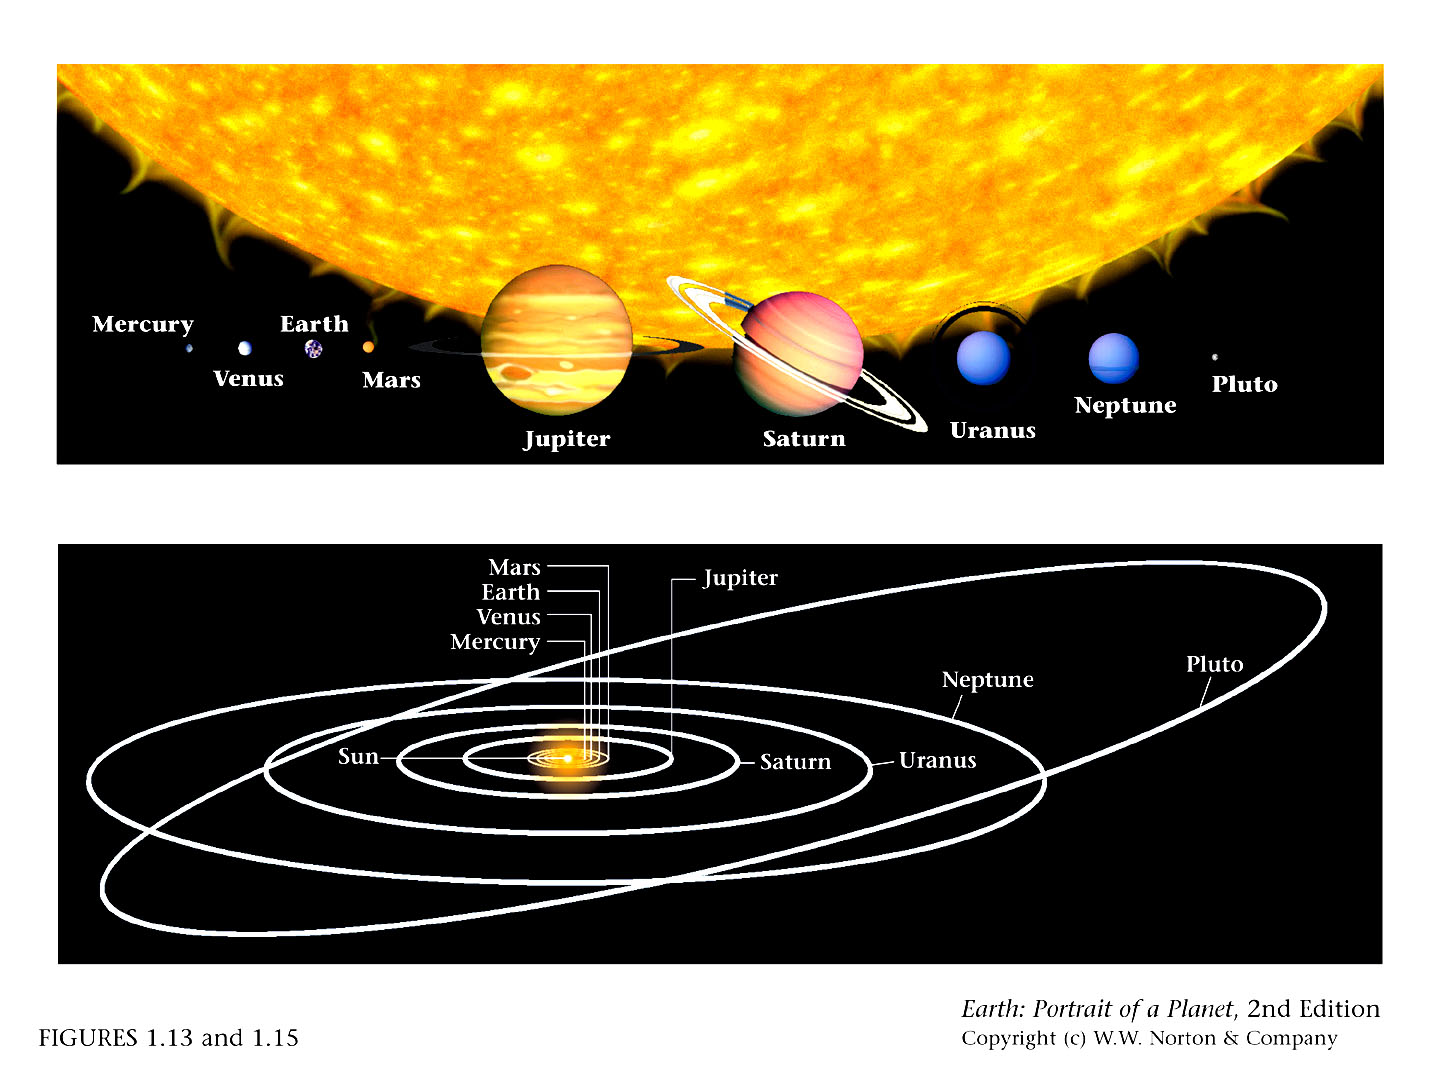 Mercury
Earth
Venus
Mars
Jupiter
Saturn
Uranus
Neptune
Pluto
Mars
Earth
Venus
Mercury
Jupiter
Sun
Saturn
Uranus
Neptune
Pluto
Earth: Portrait of a Planet, 2nd Edition
Copyright (c) W.W. Norton & Company
FIGURES 1.13 and 1.15